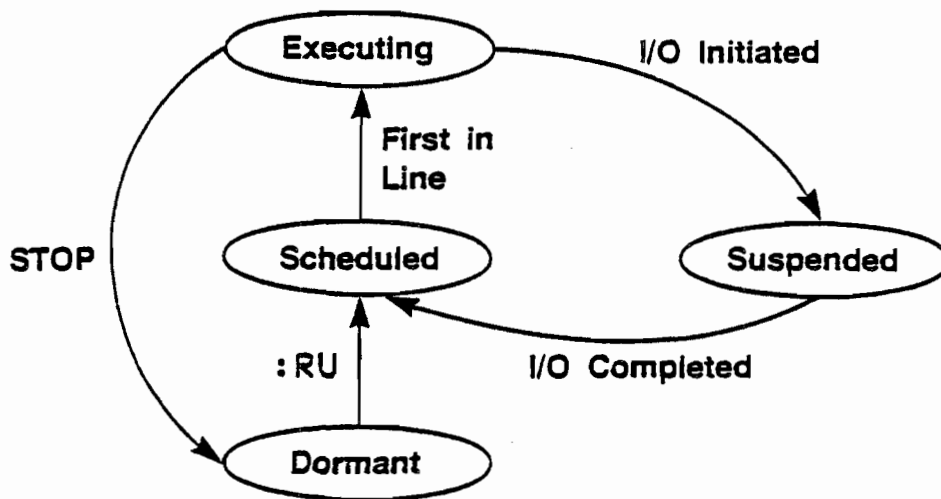 Executing
I/O Initiated
First in
Line
STOP
Scheduled
Suspended
:RU
I/O Completed
Dormant